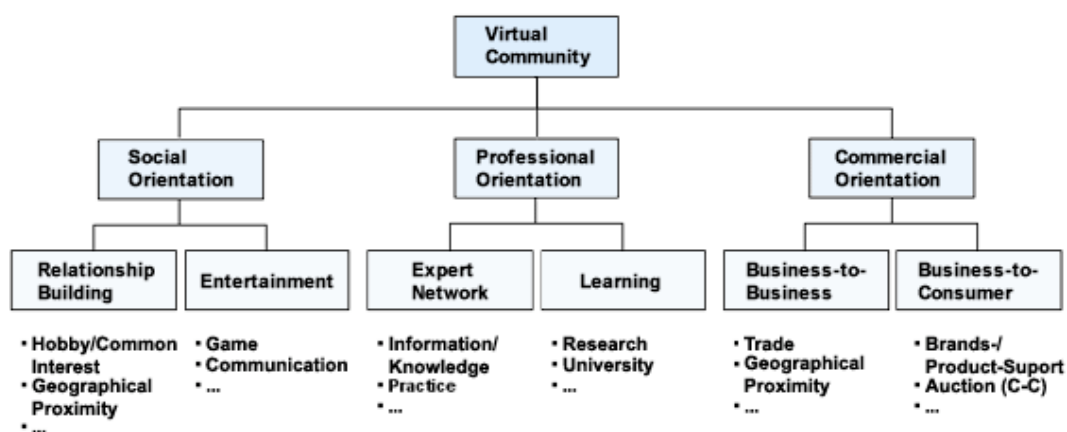 Virtual
Community
Social
Orientation
Professional
Orientation
Commercial
Orientation
Relationship
Building
Entertainment
Expert
Network
Learning
Business-to-
Business
Business-to-
Consumer
▪ Hobby/Common
Interest
▪ Geographical
Proximity
▪ ...
▪ Game
▪ Communication
▪ ...
▪ Information/
Knowledge
▪ Practice
▪ ...
▪ Research
▪ University
▪ ...
▪ Trade
▪ Geographical
Proximity
▪ ...
▪ Brands-/
Product-Suport
▪ Auction (C-C)
▪ ...